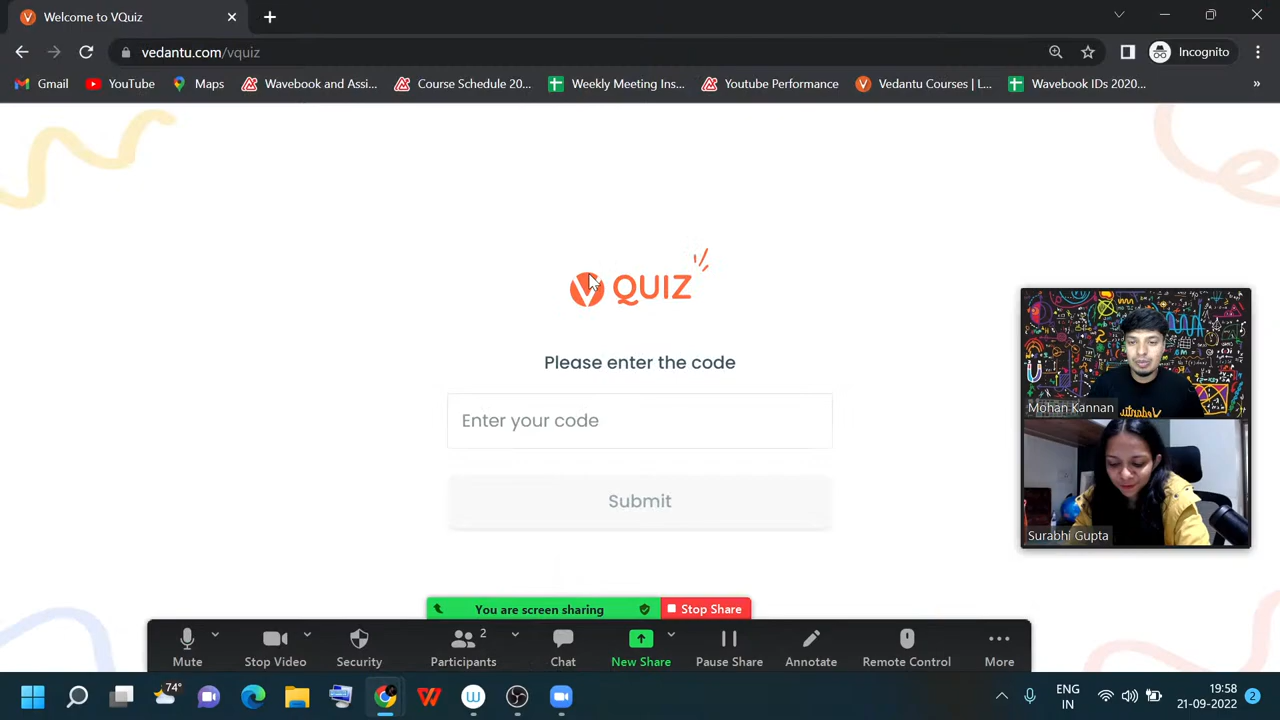 Welcome to VQuiz
vedantu.com/vquiz
Incognito
Gmail
YouTube
Maps
Wavebook and Assi...
Course Schedule 20...
Weekly Meeting Ins...
Youtube Performance
Vedantu Courses | L...
Wavebook IDs 2020...
»
V QUIZ
Please enter the code
Enter your code
Submit
Mohan Kannan
Surabhi Gupta
You are screen sharing
Stop Share
Mute
Stop Video
Security
Participants
2
Chat
New Share
Pause Share
Annotate
Remote Control
More
74°
ENG
IN
19:58
21-09-2022
2